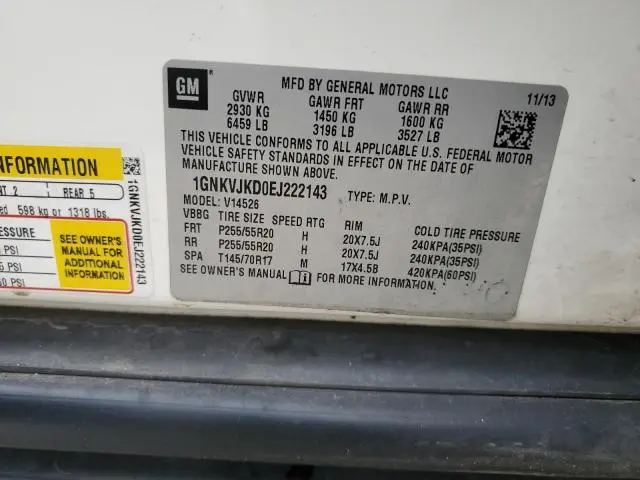 GM
MFD BY GENERAL MOTORS LLC
11/13
GVWR GAWR FRT GAWR RR
2930 KG 1450 KG 1600 KG
6459 LB 3196 LB 3527 LB
THIS VEHICLE CONFORMS TO ALL APPLICABLE U.S. FEDERAL MOTOR
VEHICLE SAFETY STANDARDS IN EFFECT ON THE DATE OF
MANUFACTURE SHOWN ABOVE.
1GNKVJKD0EJ222143 TYPE: M.P.V.
MODEL: V14526
VBBG TIRE SIZE SPEED RTG RIM COLD TIRE PRESSURE
FRT P255/55R20 H 20X7.5J 240KPA(35PSI)
RR P255/55R20 H 20X7.5J 240KPA(35PSI)
SPA T145/70R17 M 17X4.5B 420KPA(60PSI)
SEE OWNER'S MANUAL FOR MORE INFORMATION.
INFORMATION
2 REAR 5
598 kg or 1318 lbs.
SEE OWNER'S
MANUAL FOR
ADDITIONAL
INFORMATION
PSI
PSI
PSI
1GNKVJKD0EJ222143